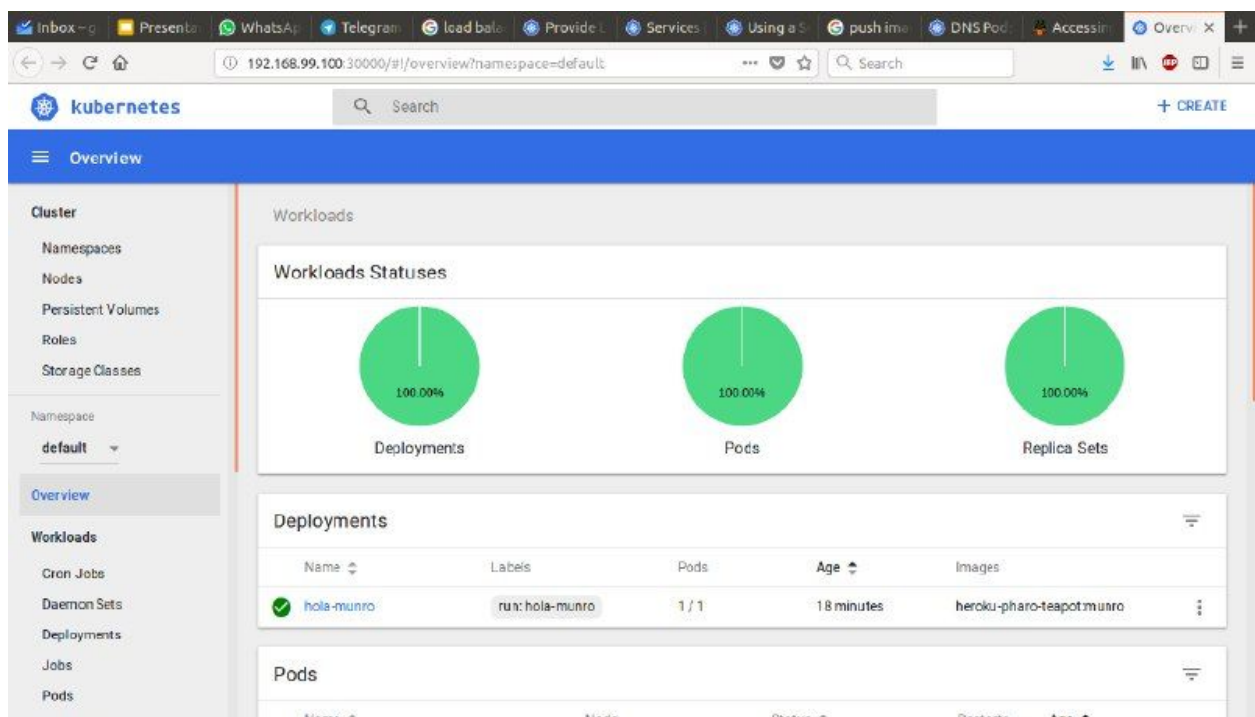 Inbox – g
Presenta
WhatsAp
Telegram
load bala
Provide L
Services
Using a S
push ima
DNS Pod
Accessin
Overvi
192.168.99.100:30000/#!/overview?namespace=default
Search
kubernetes
Search
+ CREATE
Overview
Cluster
Namespaces
Nodes
Persistent Volumes
Roles
Storage Classes
Namespace
default
Overview
Workloads
Cron Jobs
Daemon Sets
Deployments
Jobs
Pods
Workloads
Workloads Statuses
100.00% 100.00% 100.00%
Deployments Pods Replica Sets
Deployments
Name Labels Pods Age Images
hola-munro run: hola-munro 1 / 1 18 minutes heroku-pharo-teapot:munro
Pods